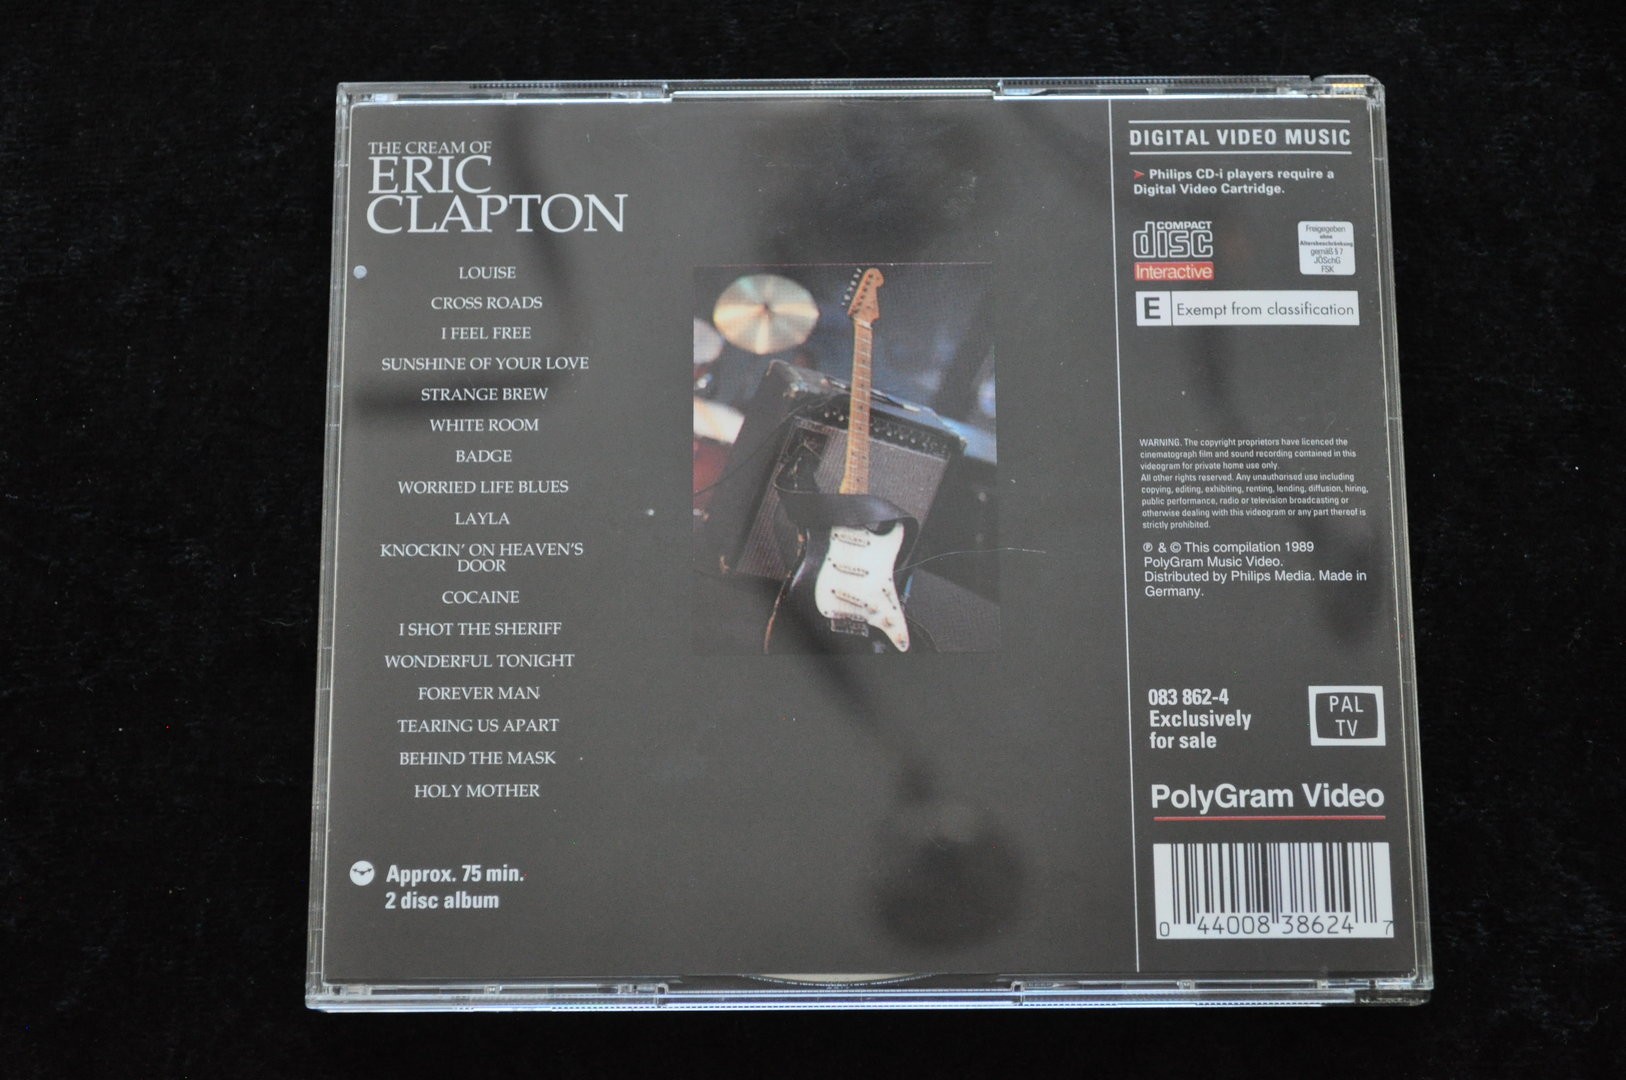 THE CREAM OF
ERIC
CLAPTON
LOUISE
CROSS ROADS
I FEEL FREE
SUNSHINE OF YOUR LOVE
STRANGE BREW
WHITE ROOM
BADGE
WORRIED LIFE BLUES
LAYLA
KNOCKIN' ON HEAVEN'S
DOOR
COCAINE
I SHOT THE SHERIFF
WONDERFUL TONIGHT
FOREVER MAN
TEARING US APART
BEHIND THE MASK
HOLY MOTHER
Approx. 75 min.
2 disc album
DIGITAL VIDEO MUSIC
➤ Philips CD-i players require a
Digital Video Cartridge.
COMPACT
disc
Interactive
Freigegeben
ohne
Altersbeschränkung
gemäß § 7
JÖSchG
FSK
E Exempt from classification
WARNING. The copyright proprietors have licenced the
cinematograph film and sound recording contained in this
videogram for private home use only.
All other rights reserved. Any unauthorised use including
copying, editing, exhibiting, renting, lending, diffusion, hiring,
public performance, radio or television broadcasting or
otherwise dealing with this videogram or any part thereof is
strictly prohibited.
℗ & © This compilation 1989
PolyGram Music Video.
Distributed by Philips Media. Made in
Germany.
083 862-4
Exclusively
for sale
PAL
TV
PolyGram Video
0 44008 38624 7